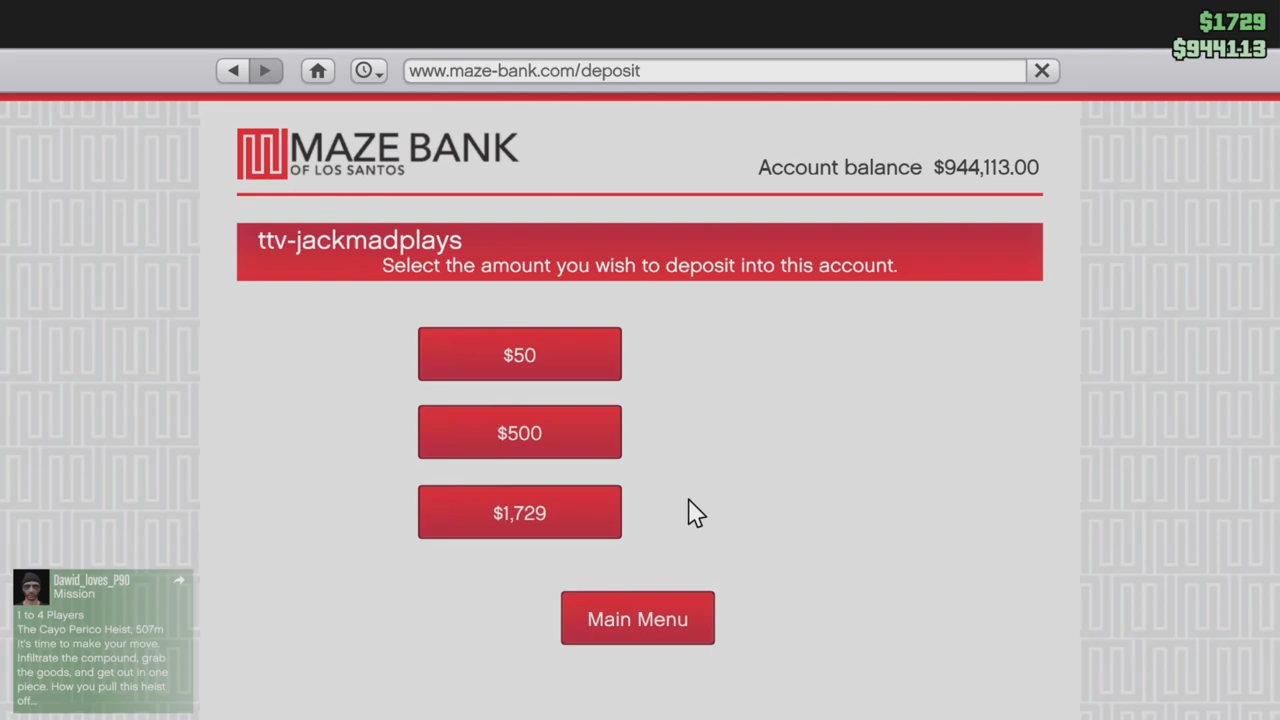 $1729
$944113
www.maze-bank.com/deposit
MAZE BANK
OF LOS SANTOS
Account balance $944,113.00
ttv-jackmadplays
Select the amount you wish to deposit into this account.
$50
$500
$1,729
Main Menu
Dawid_loves_P90
Mission
1 to 4 Players
The Cayo Perico Heist, 507m
It's time to make your move.
Infiltrate the compound, grab
the goods, and get out in one
piece. How you pull this heist
off...